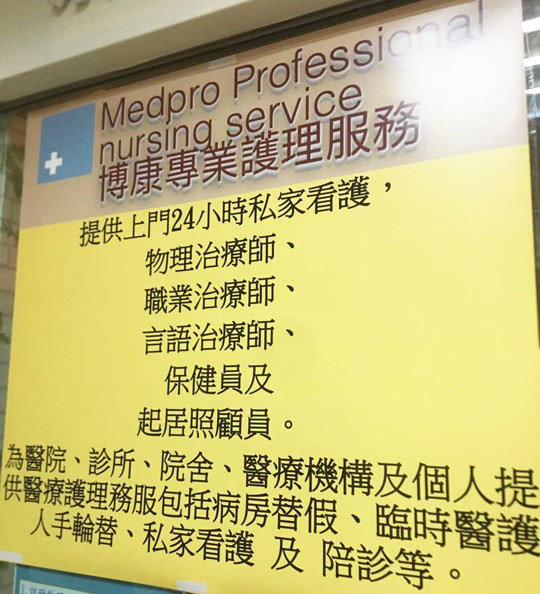 Medpro Professional
nursing service
博康專業護理服務
提供上門24小時私家看護，
物理治療師、
職業治療師、
言語治療師、
保健員及
起居照顧員。
為醫院、診所、院舍、醫療機構及個人提
供醫療護理務服包括病房替假、臨時醫護
人手輪替、私家看護 及 陪診等。